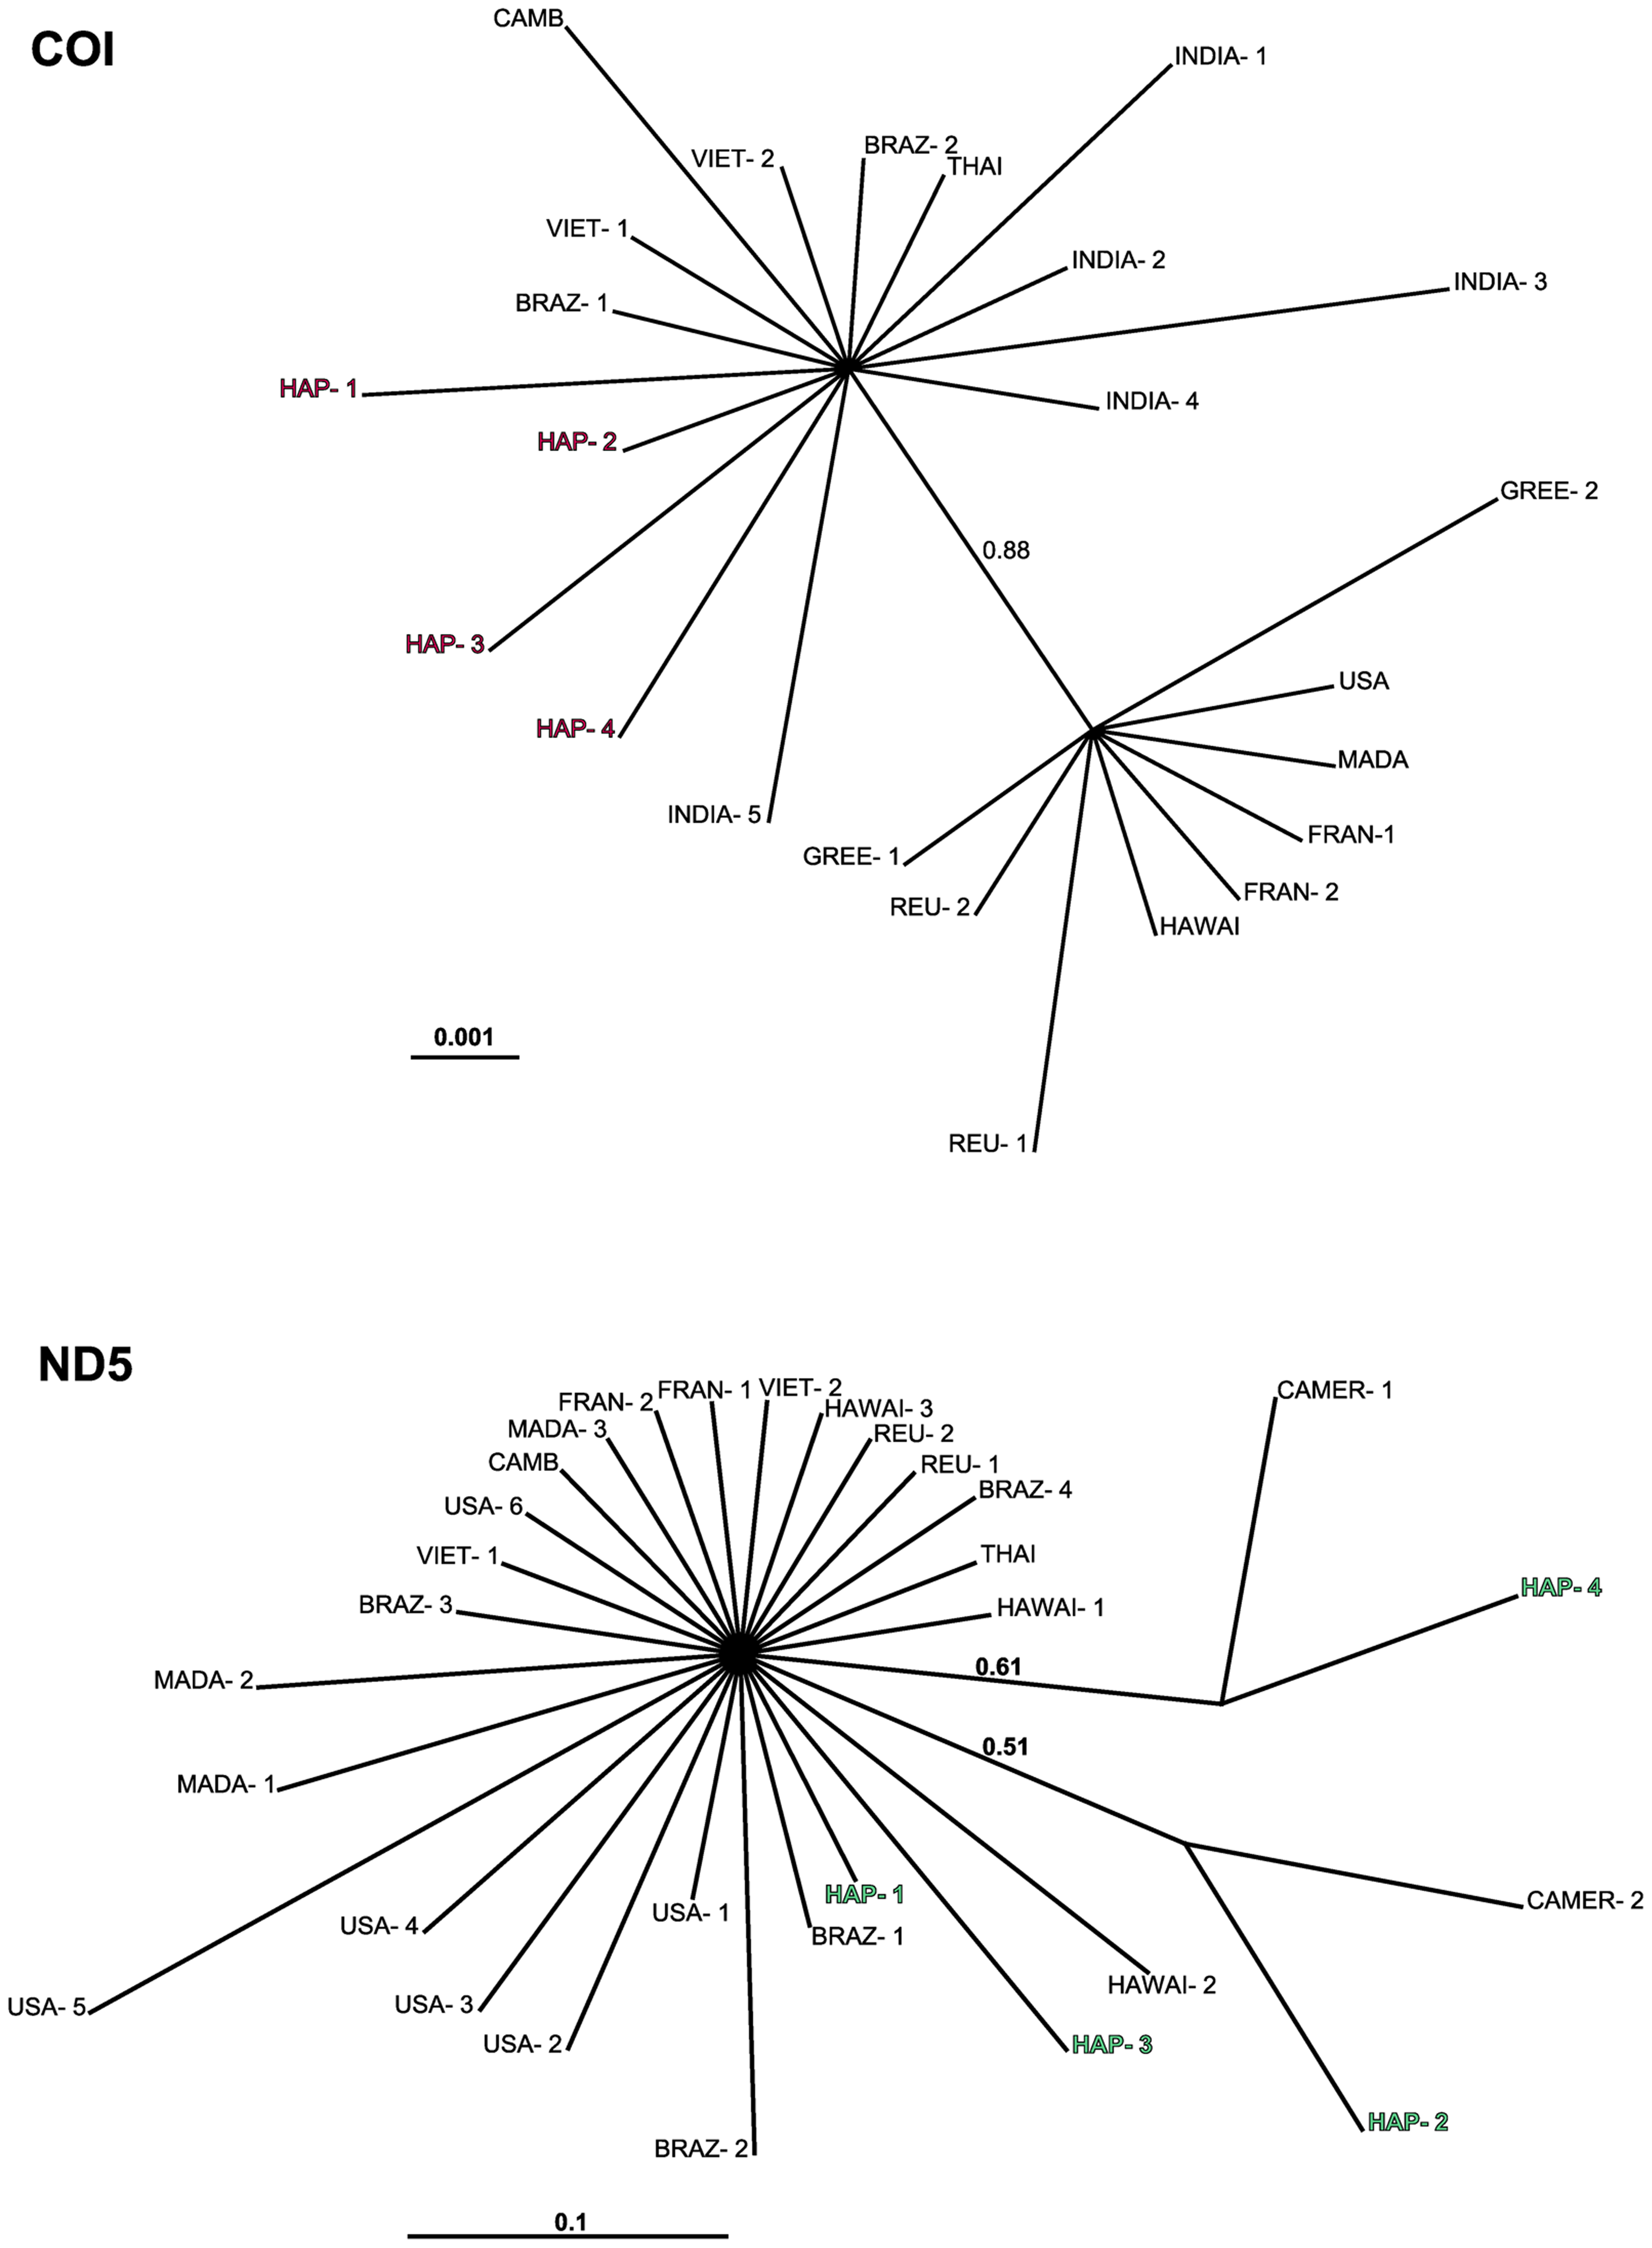 COI
CAMB
INDIA- 1
BRAZ- 2
VIET- 2
THAI
VIET- 1
INDIA- 2
INDIA- 3
BRAZ- 1
HAP- 1
INDIA- 4
HAP- 2
GREE- 2
0.88
HAP- 3
USA
HAP- 4
MADA
INDIA- 5
FRAN-1
GREE- 1
FRAN- 2
REU- 2
HAWAI
0.001
REU- 1
ND5
FRAN- 1
VIET- 2
CAMER- 1
FRAN- 2
HAWAI- 3
MADA- 3
REU- 2
CAMB
REU- 1
BRAZ- 4
USA- 6
VIET- 1
THAI
HAP- 4
BRAZ- 3
HAWAI- 1
0.61
MADA- 2
0.51
MADA- 1
HAP- 1
CAMER- 2
USA- 1
USA- 4
BRAZ- 1
HAWAI- 2
USA- 5
USA- 3
USA- 2
HAP- 3
HAP- 2
BRAZ- 2
0.1